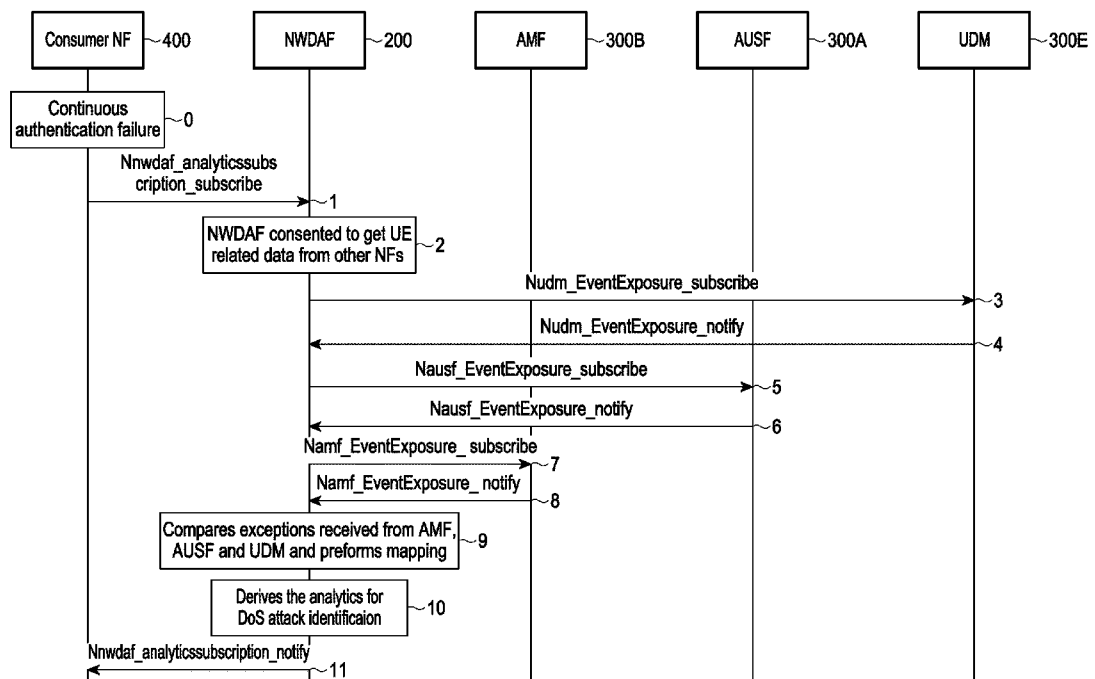 Consumer NF
400
NWDAF
200
AMF
300B
AUSF
300A
UDM
300E
Continuous
authentication failure
0
Nnwdaf_analyticssubs
cription_subscribe
1
NWDAF consented to get UE
related data from other NFs
2
Nudm_EventExposure_subscribe
3
Nudm_EventExposure_notify
4
Nausf_EventExposure_subscribe
5
Nausf_EventExposure_notify
6
Namf_EventExposure_ subscribe
7
Namf_EventExposure_ notify
8
Compares exceptions received from AMF,
AUSF and UDM and preforms mapping
9
Derives the analytics for
DoS attack identificaion
10
Nnwdaf_analyticssubscription_notify
11